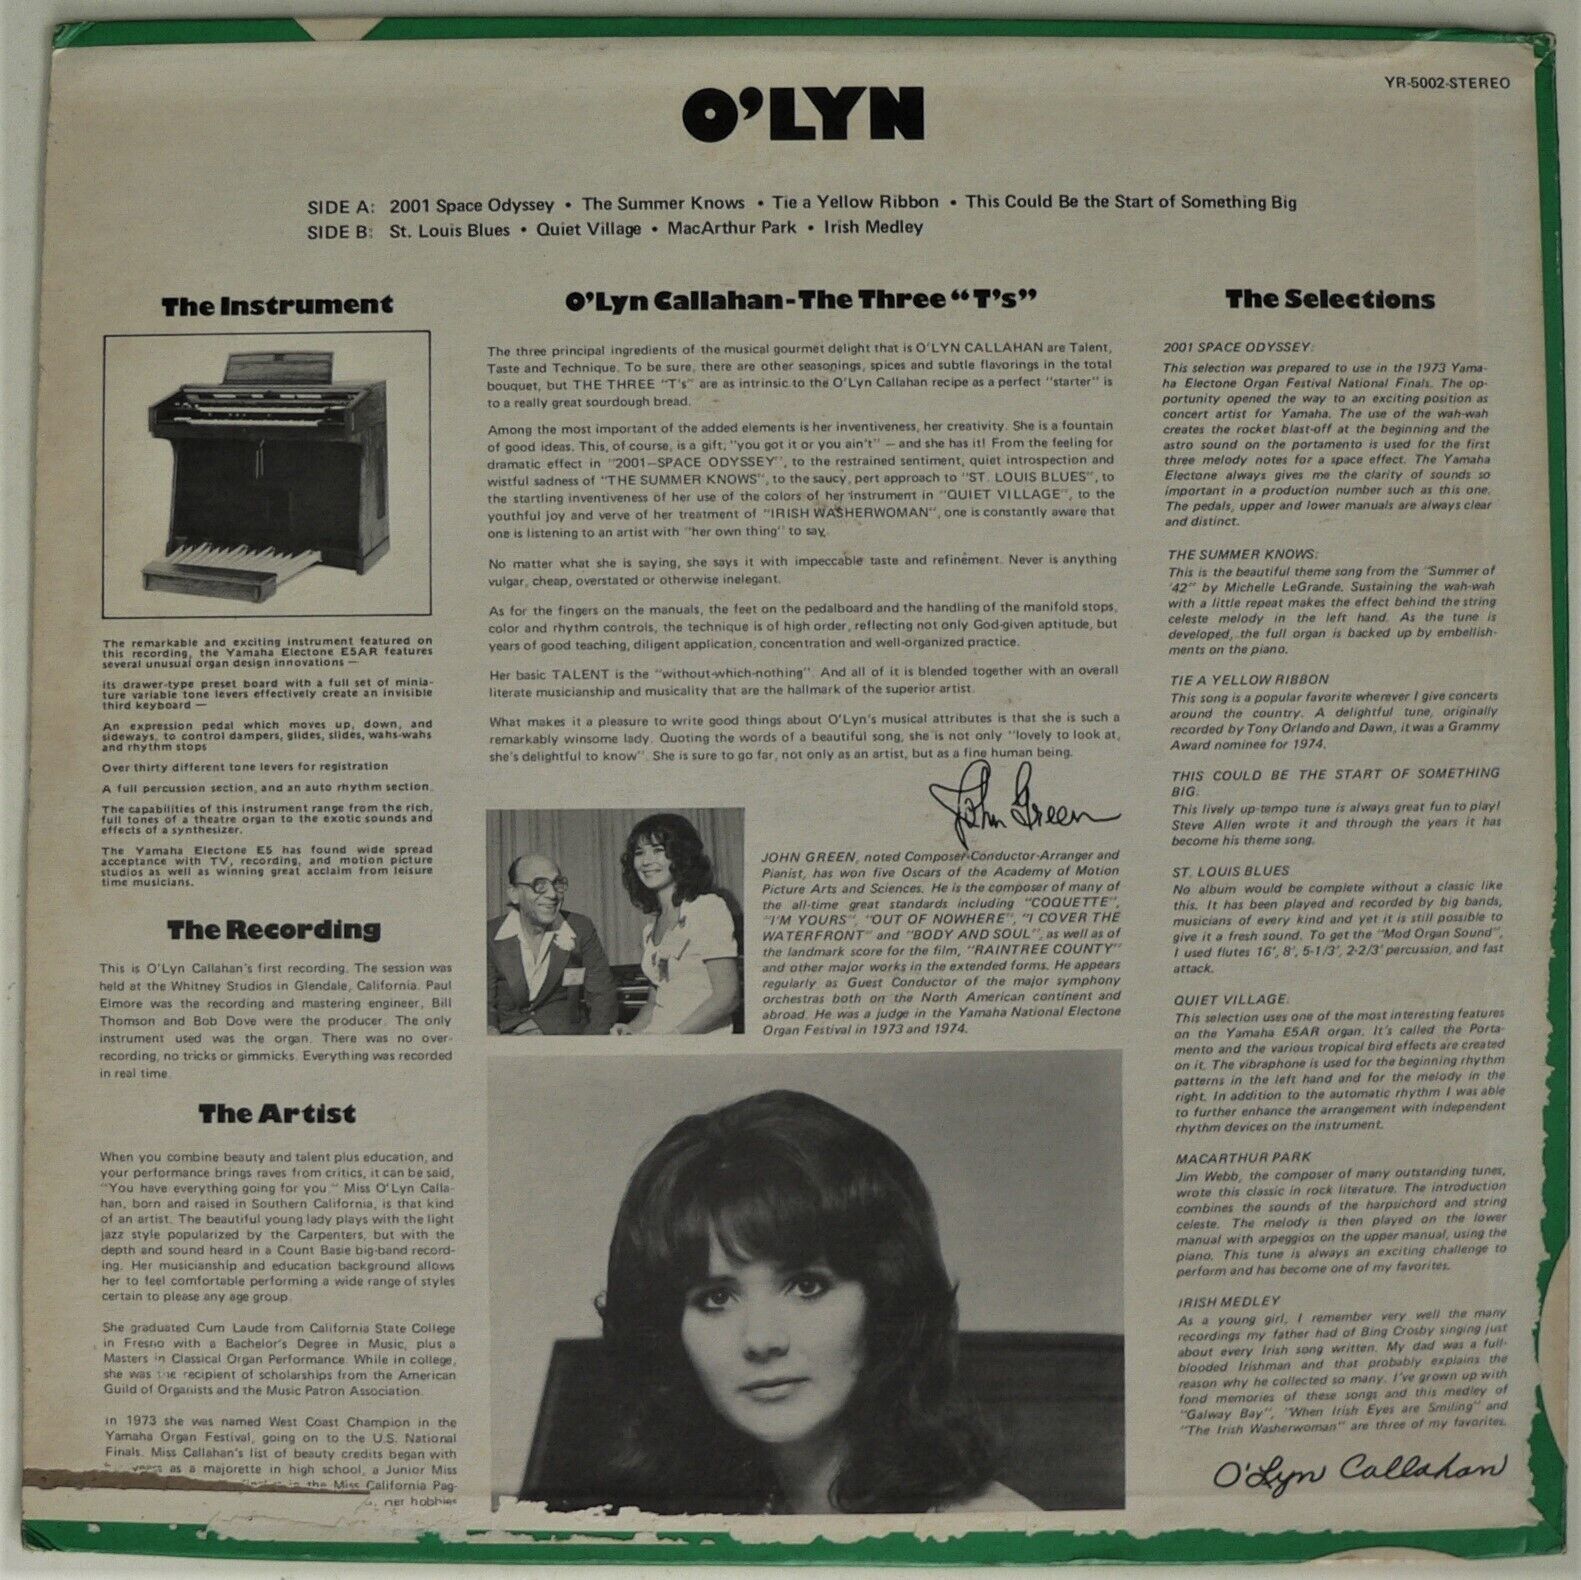 YR-5002-STEREO
O'LYN
SIDE A: 2001 Space Odyssey • The Summer Knows • Tie a Yellow Ribbon • This Could Be the Start of Something Big
SIDE B: St. Louis Blues • Quiet Village • MacArthur Park • Irish Medley
The Instrument
The remarkable and exciting instrument featured on
this recording, the Yamaha Electone E5AR features
several unusual organ design innovations —
its drawer-type preset board with a full set of minia-
ture variable tone levers effectively create an invisible
third keyboard —
An expression pedal which moves up, down, and
sideways, to control dampers, glides, slides, wahs-wahs
and rhythm stops
Over thirty different tone levers for registration
A full percussion section, and an auto rhythm section.
The capabilities of this instrument range from the rich,
full tones of a theatre organ to the exotic sounds and
effects of a synthesizer.
The Yamaha Electone E5 has found wide spread
acceptance with TV, recording, and motion picture
studios as well as winning great acclaim from leisure
time musicians.
The Recording
This is O'Lyn Callahan's first recording. The session was
held at the Whitney Studios in Glendale, California. Paul
Elmore was the recording and mastering engineer, Bill
Thomson and Bob Dove were the producer. The only
instrument used was the organ. There was no over-
recording, no tricks or gimmicks. Everything was recorded
in real time.
The Artist
When you combine beauty and talent plus education, and
your performance brings raves from critics, it can be said,
"You have everything going for you." Miss O'Lyn Calla-
han, born and raised in Southern California, is that kind
of an artist. The beautiful young lady plays with the light
jazz style popularized by the Carpenters, but with the
depth and sound heard in a Count Basie big-band record-
ing. Her musicianship and education background allows
her to feel comfortable performing a wide range of styles
certain to please any age group.
She graduated Cum Laude from California State College
in Fresno with a Bachelor's Degree in Music, plus a
Masters in Classical Organ Performance. While in college,
she was the recipient of scholarships from the American
Guild of Organists and the Music Patron Association.
In 1973 she was named West Coast Champion in the
Yamaha Organ Festival, going on to the U.S. National
Finals. Miss Callahan's list of beauty credits began with
years as a majorette in high school, a Junior Miss
in the Miss California Pag-
her hobbies
O'Lyn Callahan-The Three "T's"
The three principal ingredients of the musical gourmet delight that is O'LYN CALLAHAN are Talent,
Taste and Technique. To be sure, there are other seasonings, spices and subtle flavorings in the total
bouquet, but THE THREE "T's" are as intrinsic to the O'Lyn Callahan recipe as a perfect "starter" is
to a really great sourdough bread.
Among the most important of the added elements is her inventiveness, her creativity. She is a fountain
of good ideas. This, of course, is a gift; "you got it or you ain't" — and she has it! From the feeling for
dramatic effect in "2001—SPACE ODYSSEY", to the restrained sentiment, quiet introspection and
wistful sadness of "THE SUMMER KNOWS", to the saucy, pert approach to "ST. LOUIS BLUES", to
the startling inventiveness of her use of the colors of her instrument in "QUIET VILLAGE", to the
youthful joy and verve of her treatment of "IRISH WASHERWOMAN", one is constantly aware that
one is listening to an artist with "her own thing" to say.
No matter what she is saying, she says it with impeccable taste and refinement. Never is anything
vulgar, cheap, overstated or otherwise inelegant.
As for the fingers on the manuals, the feet on the pedalboard and the handling of the manifold stops,
color and rhythm controls, the technique is of high order, reflecting not only God-given aptitude, but
years of good teaching, diligent application, concentration and well-organized practice.
Her basic TALENT is the "without-which-nothing". And all of it is blended together with an overall
literate musicianship and musicality that are the hallmark of the superior artist.
What makes it a pleasure to write good things about O'Lyn's musical attributes is that she is such a
remarkably winsome lady. Quoting the words of a beautiful song, she is not only "lovely to look at,
she's delightful to know". She is sure to go far, not only as an artist, but as a fine human being.
John Green
JOHN GREEN, noted Composer-Conductor-Arranger and
Pianist, has won five Oscars of the Academy of Motion
Picture Arts and Sciences. He is the composer of many of
the all-time great standards including "COQUETTE",
"I'M YOURS", "OUT OF NOWHERE", "I COVER THE
WATERFRONT" and "BODY AND SOUL", as well as of
the landmark score for the film, "RAINTREE COUNTY"
and other major works in the extended forms. He appears
regularly as Guest Conductor of the major symphony
orchestras both on the North American continent and
abroad. He was a judge in the Yamaha National Electone
Organ Festival in 1973 and 1974.
The Selections
2001 SPACE ODYSSEY:
This selection was prepared to use in the 1973 Yama-
ha Electone Organ Festival National Finals. The op-
portunity opened the way to an exciting position as
concert artist for Yamaha. The use of the wah-wah
creates the rocket blast-off at the beginning and the
astro sound on the portamento is used for the first
three melody notes for a space effect. The Yamaha
Electone always gives me the clarity of sounds so
important in a production number such as this one.
The pedals, upper and lower manuals are always clear
and distinct.
THE SUMMER KNOWS:
This is the beautiful theme song from the "Summer of
'42" by Michelle LeGrande. Sustaining the wah-wah
with a little repeat makes the effect behind the string
celeste melody in the left hand. As the tune is
developed, the full organ is backed up by embellish-
ments on the piano.
TIE A YELLOW RIBBON
This song is a popular favorite wherever I give concerts
around the country. A delightful tune, originally
recorded by Tony Orlando and Dawn, it was a Grammy
Award nominee for 1974.
THIS COULD BE THE START OF SOMETHING
BIG.
This lively up-tempo tune is always great fun to play!
Steve Allen wrote it and through the years it has
become his theme song.
ST. LOUIS BLUES
No album would be complete without a classic like
this. It has been played and recorded by big bands,
musicians of every kind and yet it is still possible to
give it a fresh sound. To get the "Mod Organ Sound",
I used flutes 16', 8', 5-1/3', 2-2/3' percussion, and fast
attack.
QUIET VILLAGE:
This selection uses one of the most interesting features
on the Yamaha E5AR organ. It's called the Porta-
mento and the various tropical bird effects are created
on it. The vibraphone is used for the beginning rhythm
patterns in the left hand and for the melody in the
right. In addition to the automatic rhythm I was able
to further enhance the arrangement with independent
rhythm devices on the instrument.
MACARTHUR PARK
Jim Webb, the composer of many outstanding tunes,
wrote this classic in rock literature. The introduction
combines the sounds of the harpsichord and string
celeste. The melody is then played on the lower
manual with arpeggios on the upper manual, using the
piano. This tune is always an exciting challenge to
perform and has become one of my favorites.
IRISH MEDLEY
As a young girl, I remember very well the many
recordings my father had of Bing Crosby singing just
about every Irish song written. My dad was a full-
blooded Irishman and that probably explains the
reason why he collected so many. I've grown up with
fond memories of these songs and this medley of
"Galway Bay", "When Irish Eyes are Smiling" and
"The Irish Washerwoman" are three of my favorites.
O'Lyn Callahan